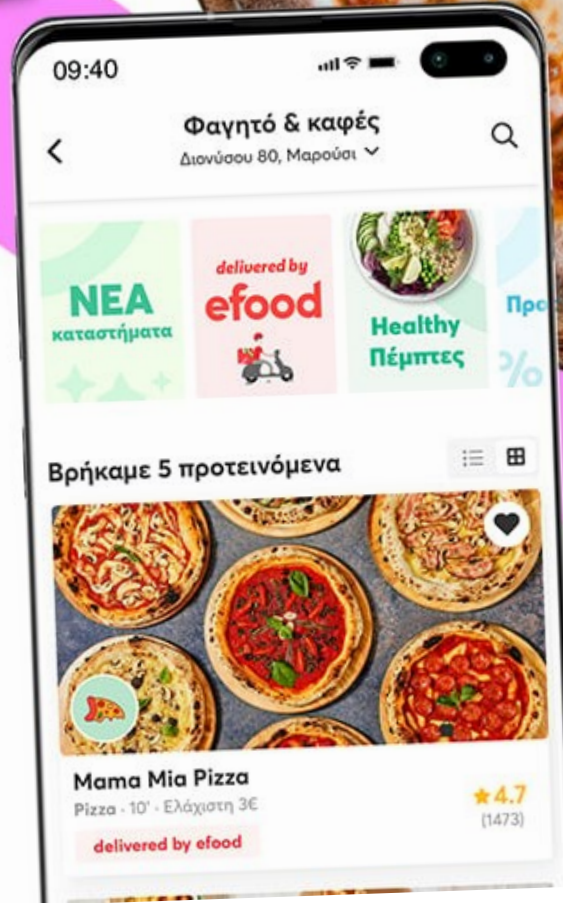 09:40
Φαγητό & καφές
Διονύσου 80, Μαρούσι
ΝΕΑ
καταστήματα
delivered by
efood
Healthy
Πέμπτες
%
Βρήκαμε 5 προτεινόμενα
Mama Mia Pizza
Pizza · 10' · Ελάχιστη 3€
4.7
(1473)
delivered by efood